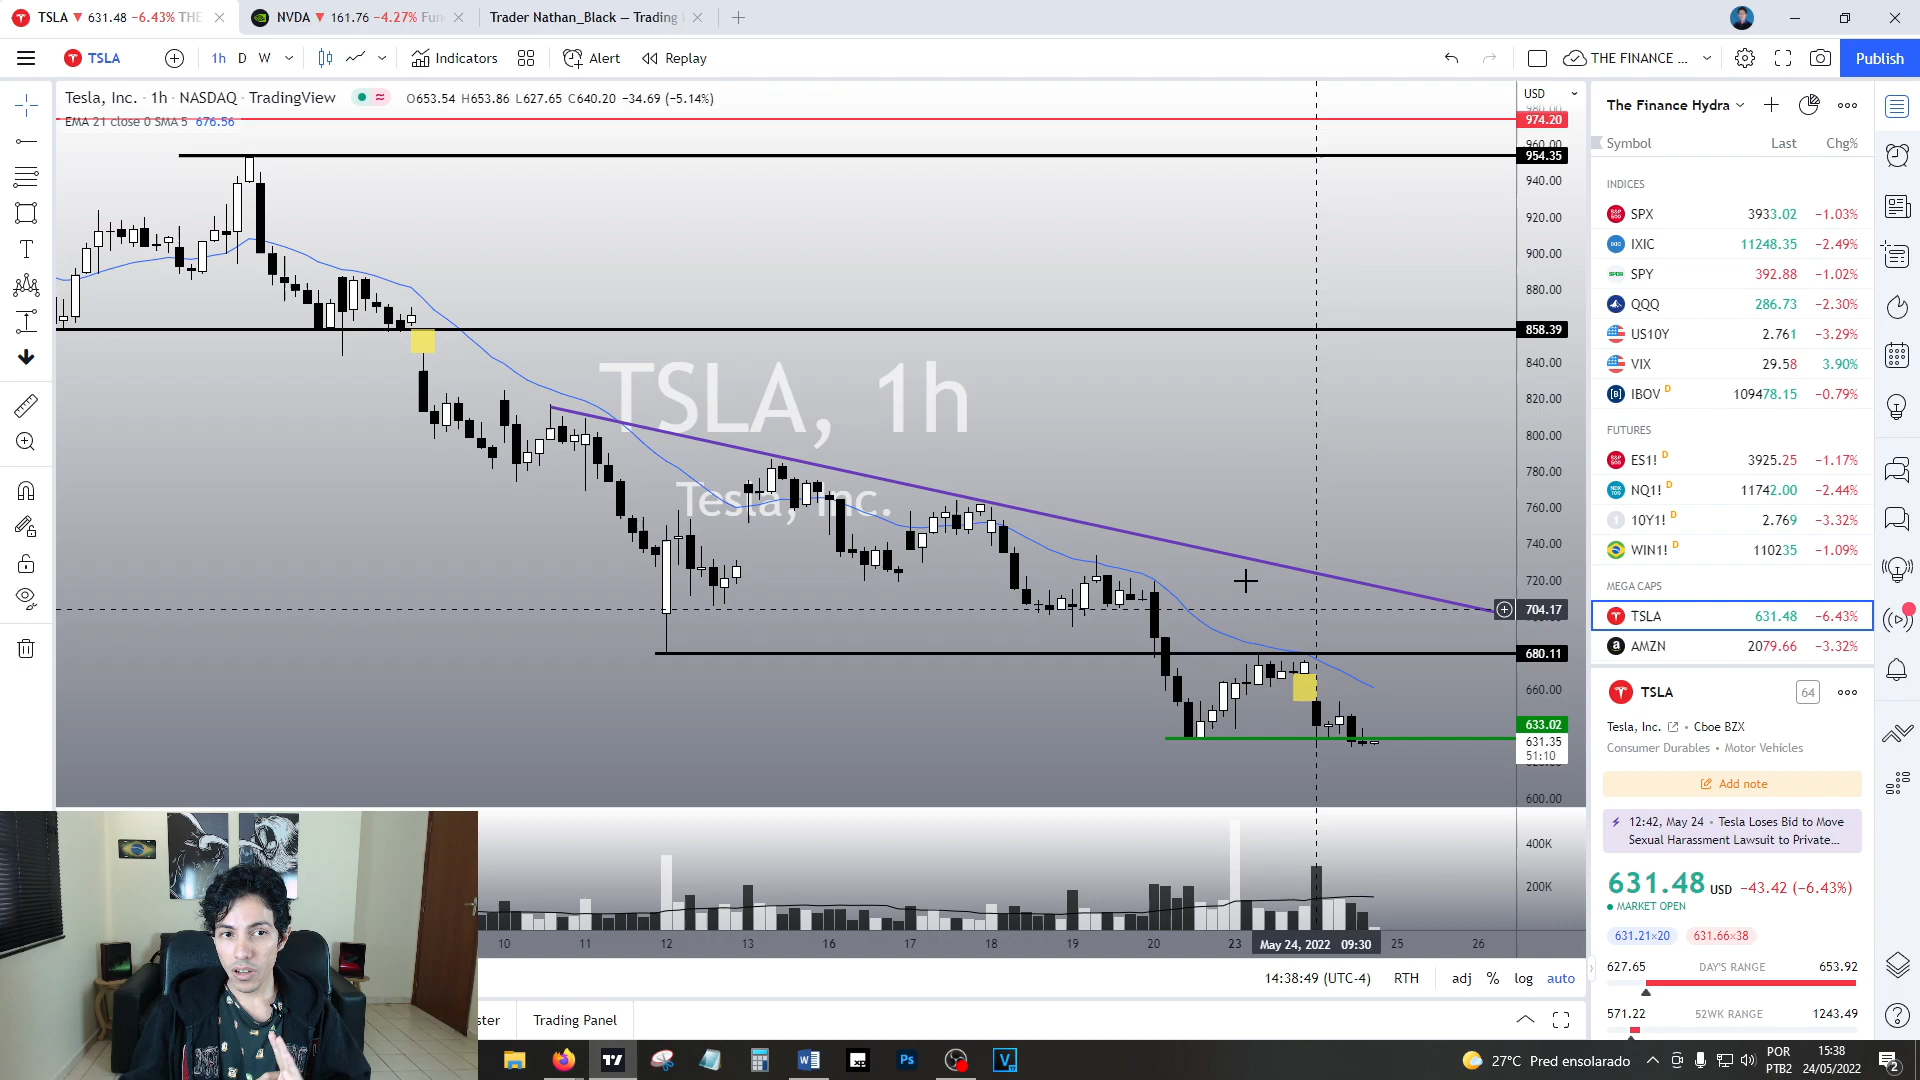 TSLA ▼ 631.48 −6.43% THE
NVDA ▼ 161.76 −4.27%
Trader Nathan_Black — Trading
TSLA
1h D W
Indicators
Alert
Replay
THE FINANCE ...
Publish
Tesla, Inc. · 1h · NASDAQ · TradingView
O653.54 H653.86 L627.65 C640.20 −34.69 (−5.14%)
EMA 21 close 0 SMA 5 676.56
TSLA, 1h
Tesla, Inc.
USD
974.20
960.00
954.35
940.00
920.00
900.00
880.00
858.39
840.00
820.00
800.00
780.00
760.00
740.00
720.00
704.17
680.11
660.00
633.02
631.35
51:10
600.00
400K
200K
10 11 12 13 16 17 18 19 20 23 May 24, 2022 09:30 25 26
14:38:49 (UTC-4) RTH adj % log auto
ster
Trading Panel
The Finance Hydra
Symbol Last Chg%
INDICES
SPX 3933.02 −1.03%
IXIC 11248.35 −2.49%
SPY 392.88 −1.02%
QQQ 286.73 −2.30%
US10Y 2.761 −3.29%
VIX 29.58 3.90%
IBOV D 109478.15 −0.79%
FUTURES
ES1! D 3925.25 −1.17%
NQ1! D 11742.00 −2.44%
10Y1! D 2.769 −3.32%
WIN1! D 110235 −1.09%
MEGA CAPS
TSLA 631.48 −6.43%
AMZN 2079.66 −3.32%
TSLA
64
Tesla, Inc. • Cboe BZX
Consumer Durables • Motor Vehicles
Add note
12:42, May 24 • Tesla Loses Bid to Move
Sexual Harassment Lawsuit to Private...
631.48 USD −43.42 (−6.43%)
MARKET OPEN
631.21×20 631.66×38
627.65 DAY'S RANGE 653.92
571.22 52WK RANGE 1243.49
27°C Pred ensolarado
POR
PTB2
15:38
24/05/2022
2